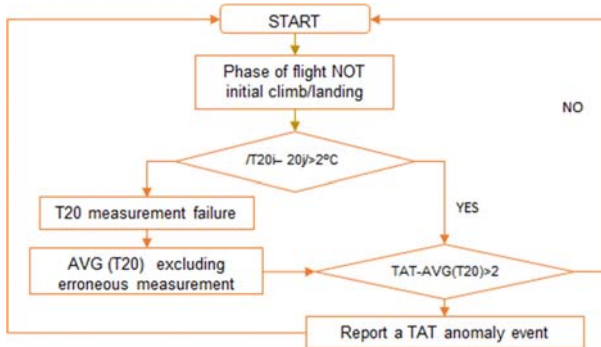 START
Phase of flight NOT
initial climb/landing
NO
/T20i– 20j/>2ºC
T20 measurement failure
YES
AVG (T20) excluding
erroneous measurement
TAT-AVG(T20)>2
Report a TAT anomaly event